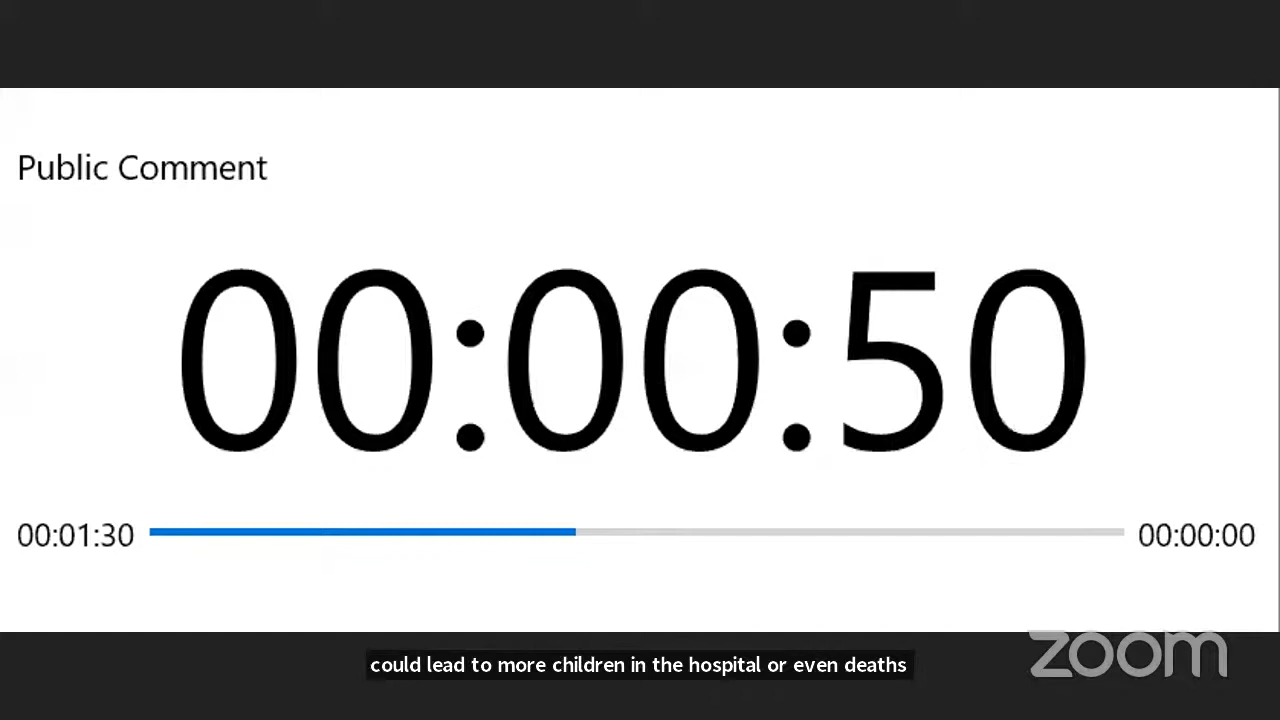 Public Comment
00:00:50
00:01:30
00:00:00
could lead to more children in the hospital or even deaths
zoom